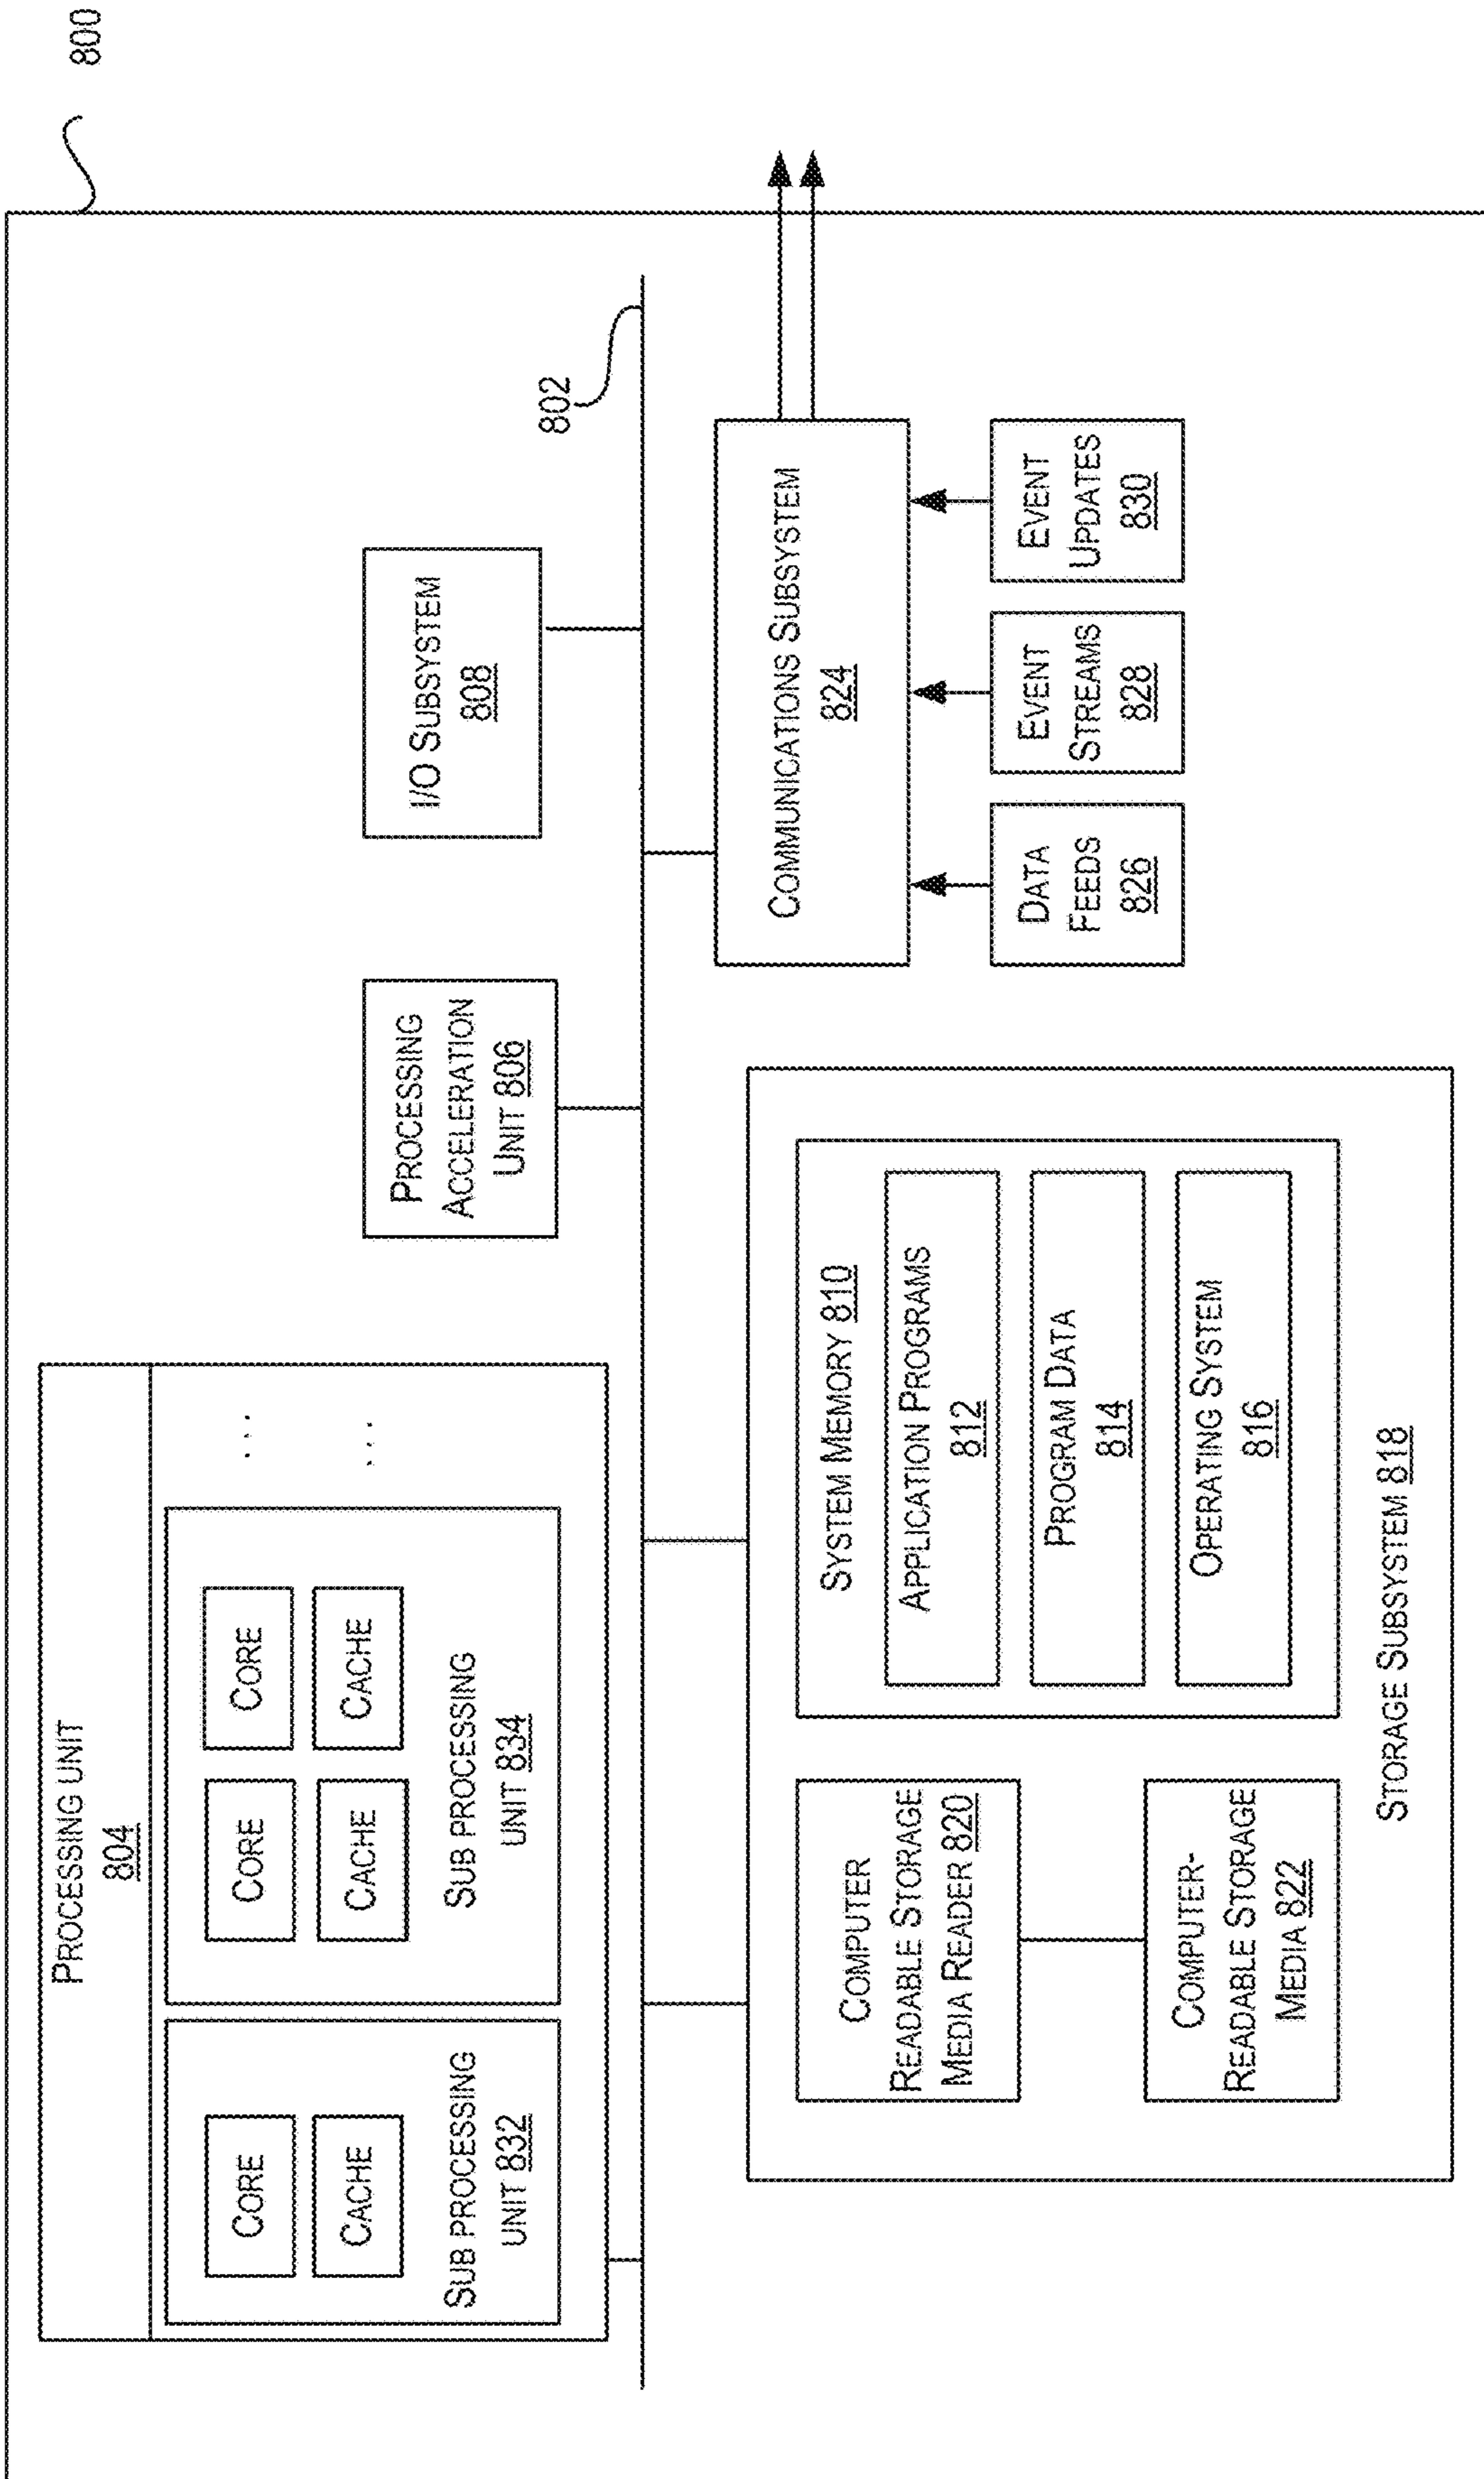 800
PROCESSING UNIT
804
CORE
CACHE
SUB PROCESSING
UNIT 832
CORE
CORE
CACHE
CACHE
SUB PROCESSING
UNIT 834
...
...
PROCESSING
ACCELERATION
UNIT 806
I/O SUBSYSTEM
808
802
COMPUTER
READABLE STORAGE
MEDIA READER 820
COMPUTER-
READABLE STORAGE
MEDIA 822
SYSTEM MEMORY 810
APPLICATION PROGRAMS
812
PROGRAM DATA
814
OPERATING SYSTEM
816
STORAGE SUBSYSTEM 818
COMMUNICATIONS SUBSYSTEM
824
DATA
FEEDS
826
EVENT
STREAMS
828
EVENT
UPDATES
830